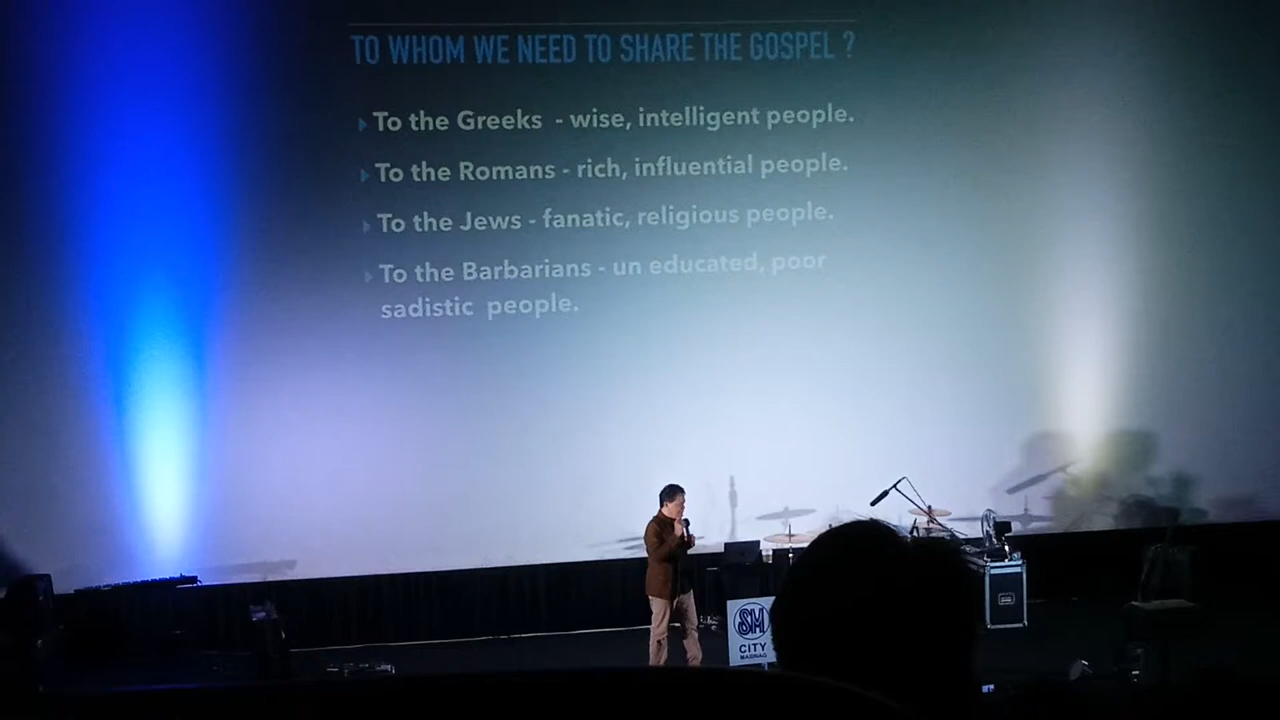 TO WHOM WE NEED TO SHARE THE GOSPEL ?
To the Greeks - wise, intelligent people.
To the Romans - rich, influential people.
To the Jews - fanatic, religious people.
To the Barbarians - un educated, poor
sadistic people.
SM
CITY